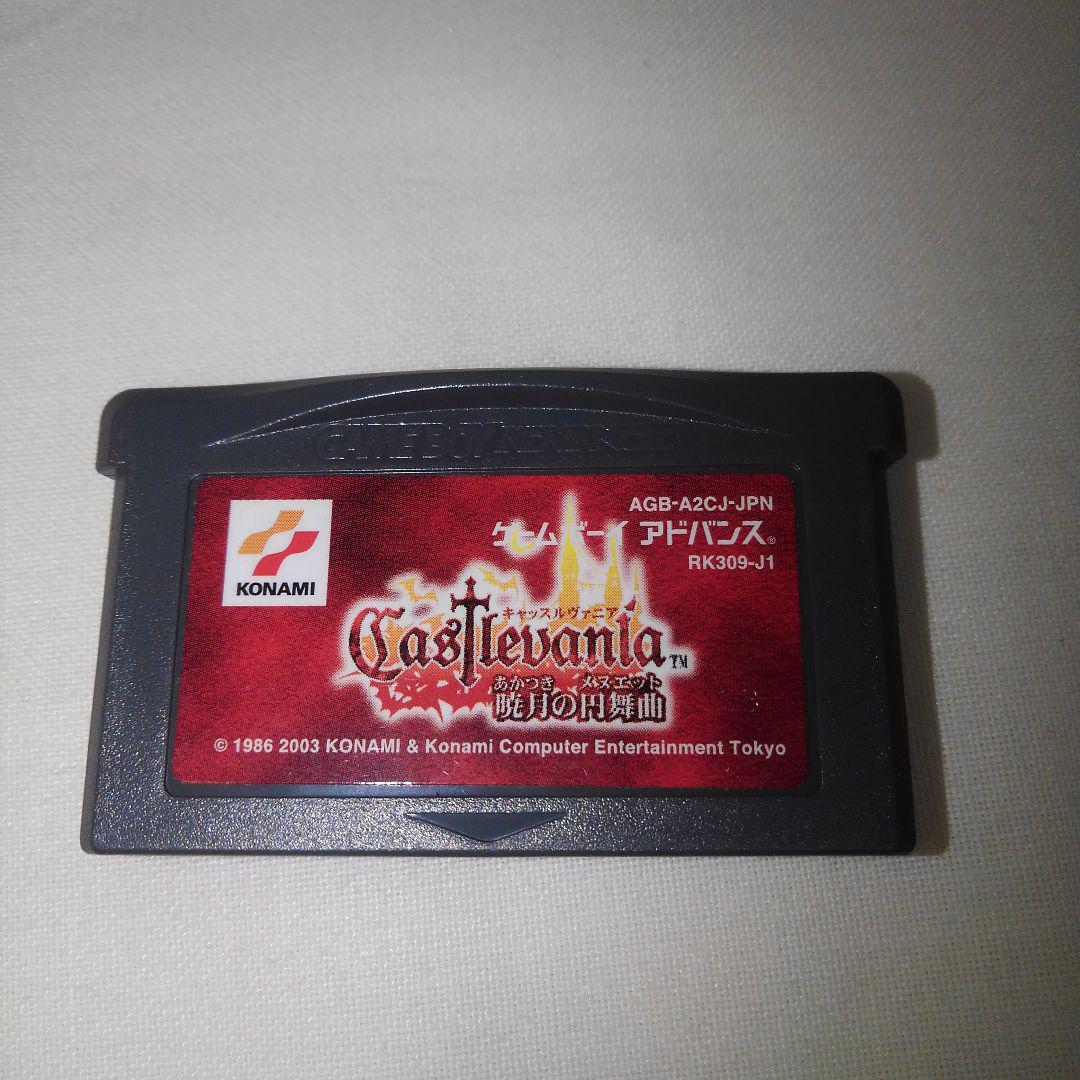 GAME BOY ADVANCE
AGB-A2CJ-JPN
ゲームボーイ アドバンス®
RK309-J1
KONAMI
キャッスルヴァニア
Castlevania™
あかつき メヌエット
暁月の円舞曲
© 1986 2003 KONAMI & Konami Computer Entertainment Tokyo